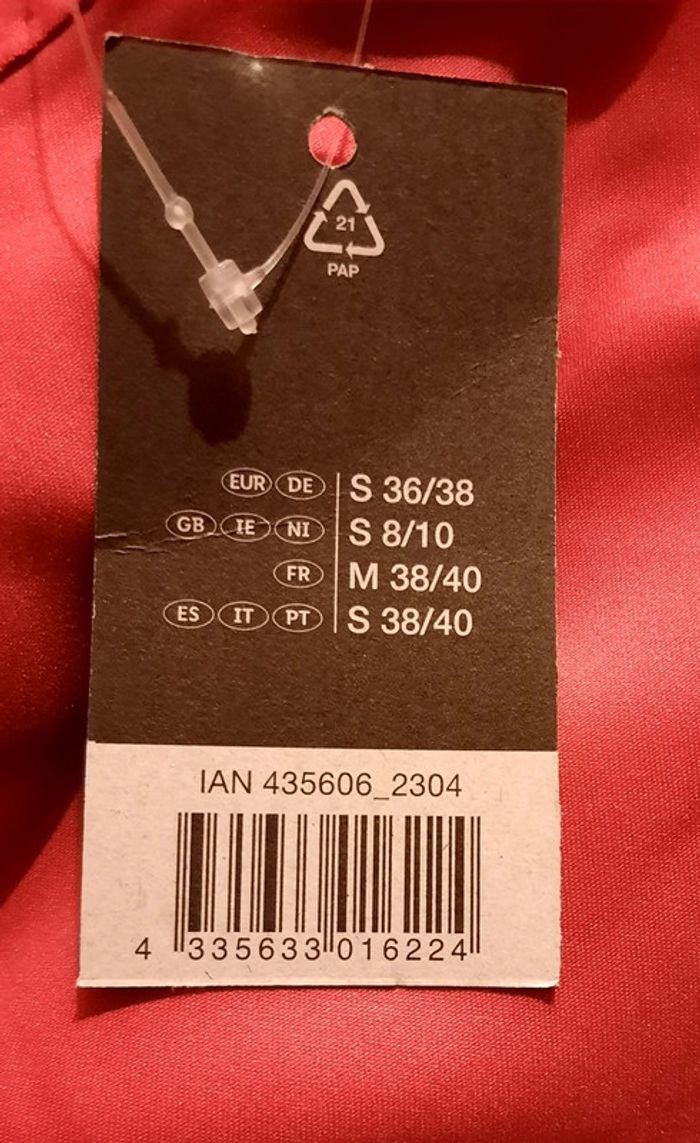 21
PAP
EUR DE S 36/38
GB IE NI S 8/10
FR M 38/40
ES IT PT S 38/40
IAN 435606_2304
4 335633 016224